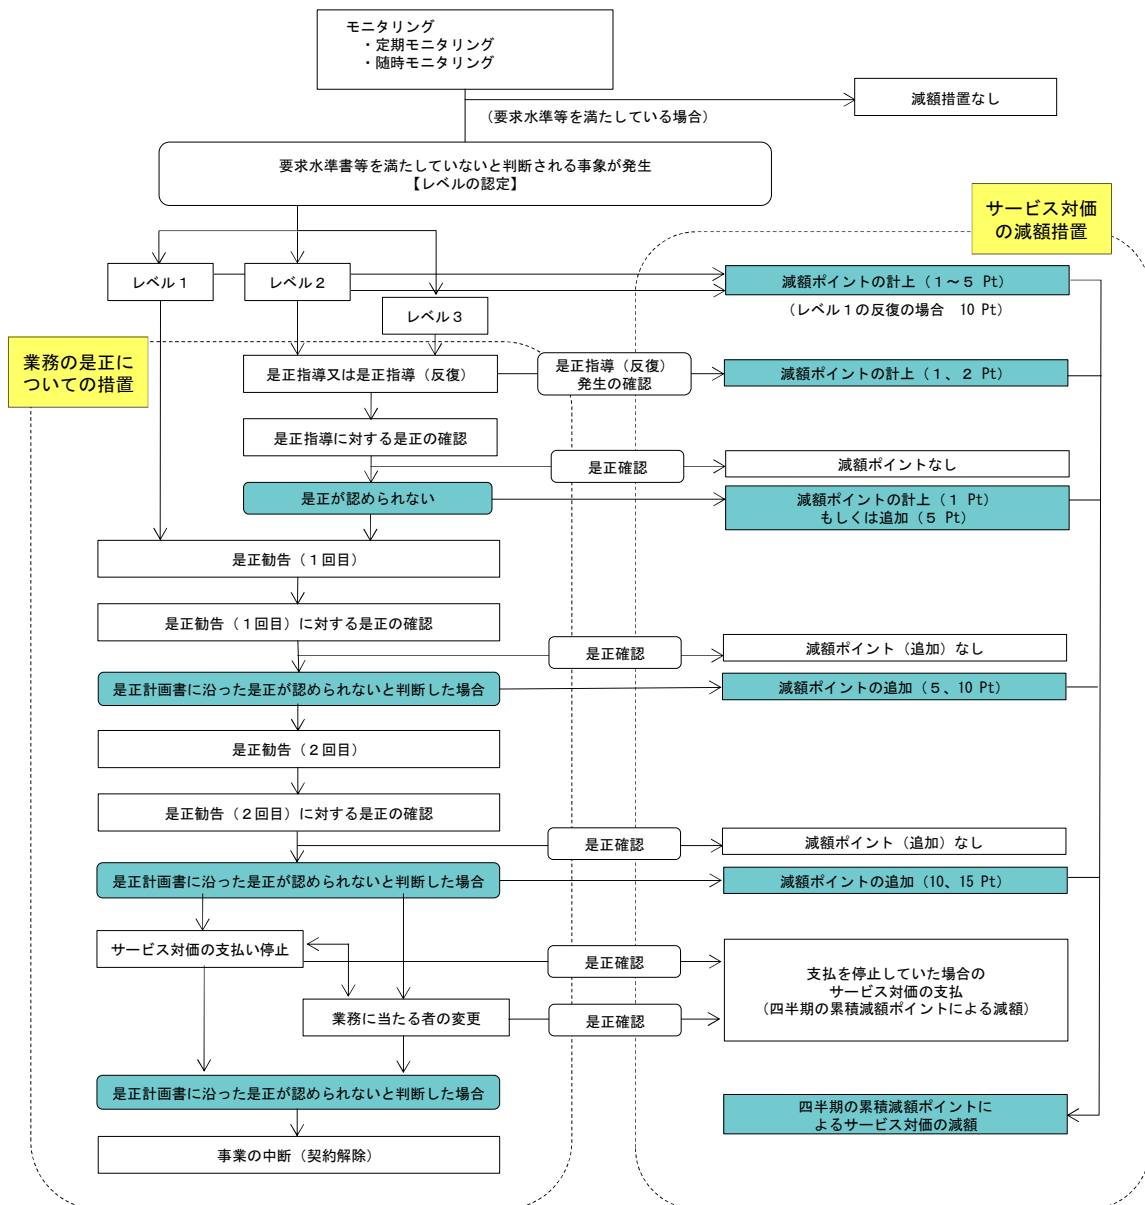 モニタリング
・定期モニタリング
・随時モニタリング
減額措置なし
（要求水準等を満たしている場合）
要求水準書等を満たしていないと判断される事象が発生
【レベルの認定】
サービス対価
の減額措置
レベル１
レベル２
減額ポイントの計上（１～５ Pt）
（レベル１の反復の場合　10 Pt）
レベル３
業務の是正に
ついての措置
是正指導又は是正指導（反復）
是正指導（反復）
発生の確認
減額ポイントの計上（１、２ Pt）
是正指導に対する是正の確認
是正確認
減額ポイントなし
是正が認められない
減額ポイントの計上（１ Pt）
もしくは追加（５ Pt）
是正勧告（１回目）
是正勧告（１回目）に対する是正の確認
是正確認
減額ポイント（追加）なし
是正計画書に沿った是正が認められないと判断した場合
減額ポイントの追加（５、10 Pt）
是正勧告（２回目）
是正勧告（２回目）に対する是正の確認
是正確認
減額ポイント（追加）なし
是正計画書に沿った是正が認められないと判断した場合
減額ポイントの追加（10、15 Pt）
サービス対価の支払い停止
是正確認
支払を停止していた場合の
サービス対価の支払
（四半期の累積減額ポイントによる減額）
業務に当たる者の変更
是正確認
是正計画書に沿った是正が認められないと判断した場合
四半期の累積減額ポイントに
よるサービス対価の減額
事業の中断（契約解除）